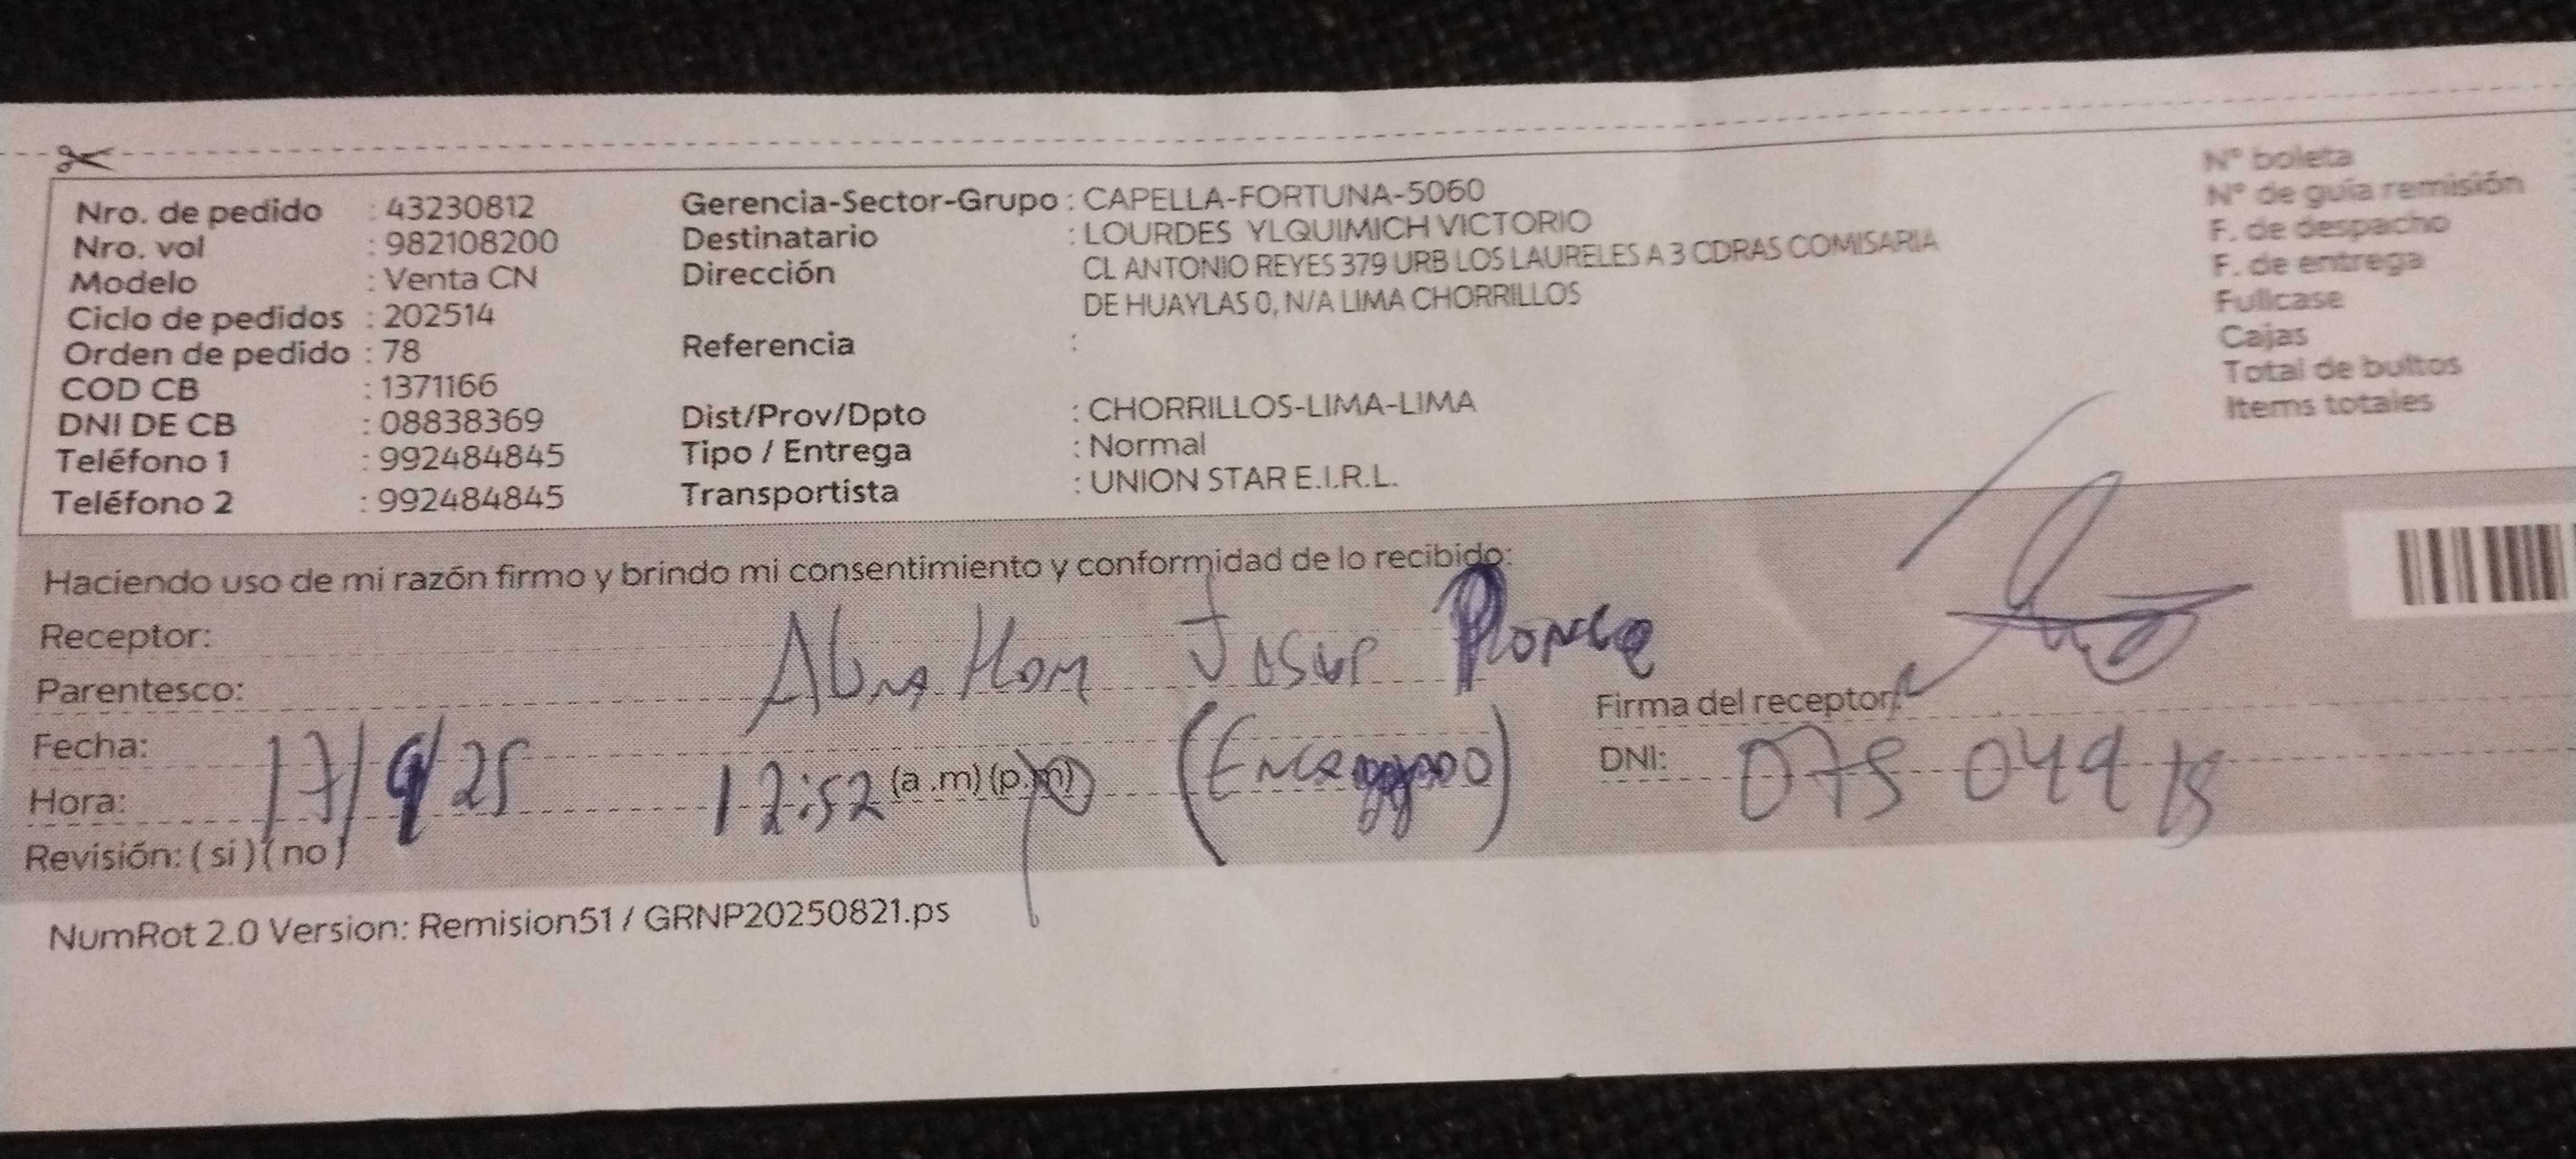 Nro. de pedido : 43230812 Gerencia-Sector-Grupo : CAPELLA-FORTUNA-5060 N° boleta
Nro. vol : 982108200 Destinatario : LOURDES YLQUIMICH VICTORIO N° de guía remisión
Modelo : Venta CN Dirección CL ANTONIO REYES 379 URB LOS LAURELES A 3 CDRAS COMISARIA F. de despacho
Ciclo de pedidos : 202514 DE HUAYLAS 0, N/A LIMA CHORRILLOS F. de entrega
Orden de pedido : 78 Referencia : Fullcase
COD CB : 1371166 Cajas
DNI DE CB : 08838369 Dist/Prov/Dpto : CHORRILLOS-LIMA-LIMA Total de bultos
Teléfono 1 : 992484845 Tipo / Entrega : Normal Items totales
Teléfono 2 : 992484845 Transportista : UNION STAR E.I.R.L.
Haciendo uso de mi razón firmo y brindo mi consentimiento y conformidad de lo recibido:
Receptor:
Parentesco: Ponce Firma del receptor:
Fecha: 17/9/25 DNI:
Hora: 12:52 (a .m) (p.m)
Revisión: ( si ) ( no )
NumRot 2.0 Version: Remision51 / GRNP20250821.ps